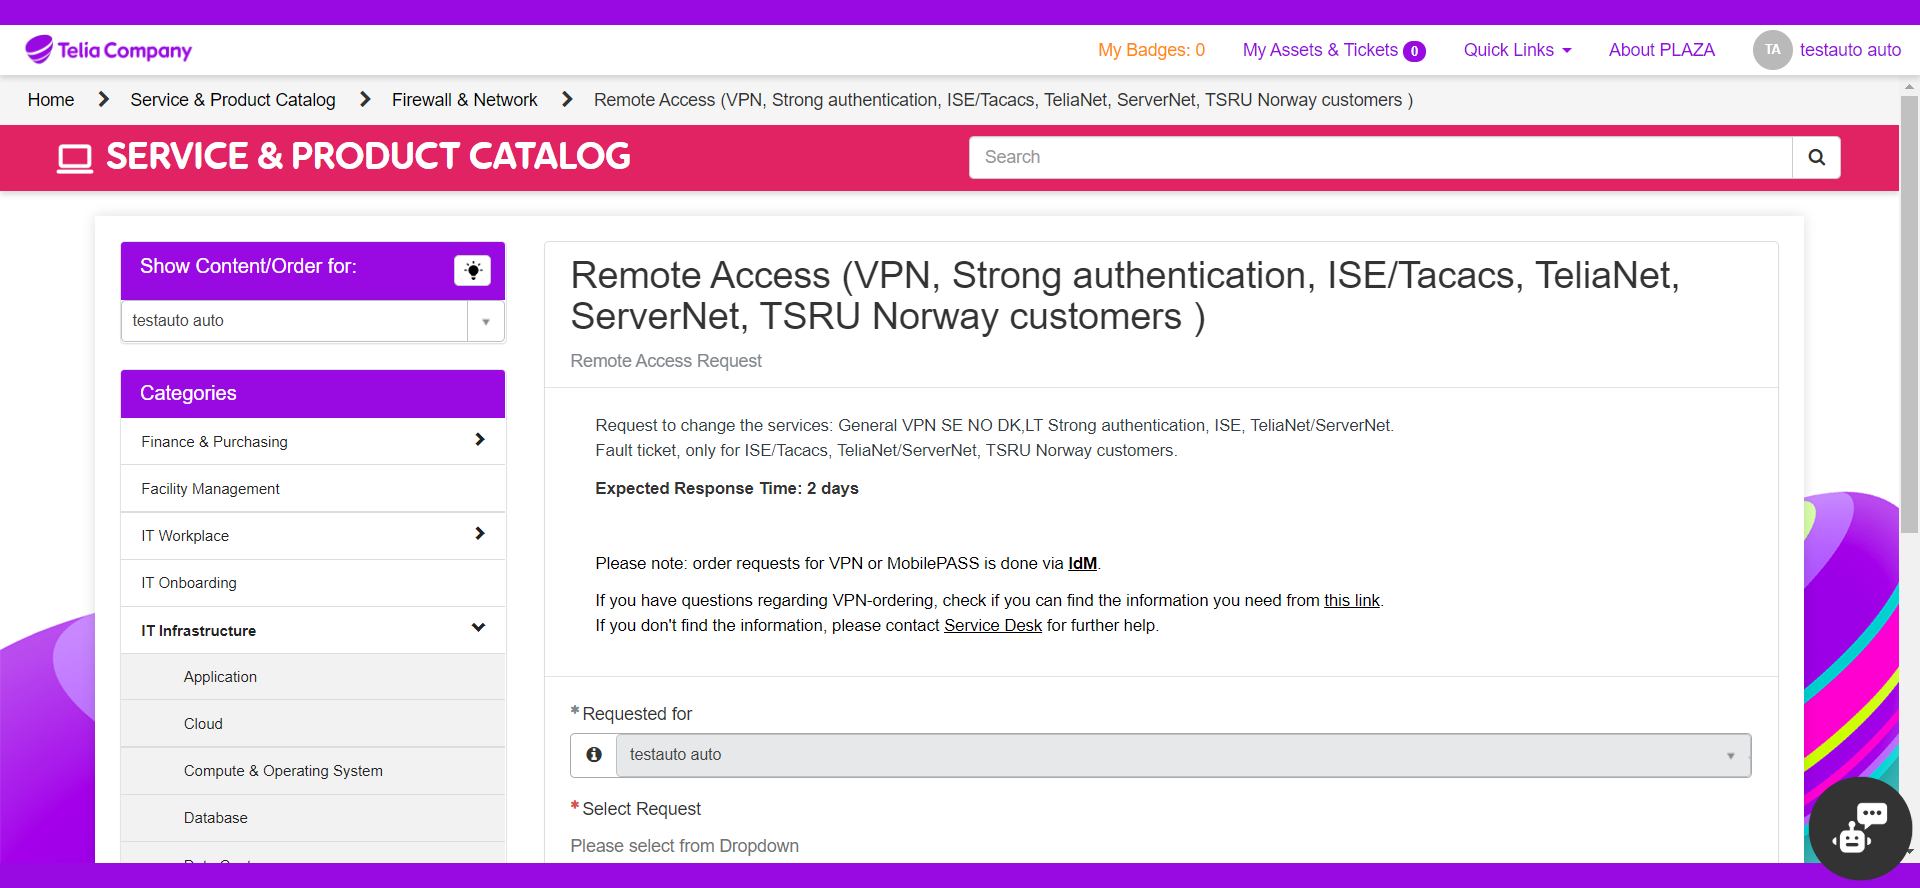 Telia Company
My Badges: 0
My Assets & Tickets 0
Quick Links
About PLAZA
TA
testauto auto
Home
Service & Product Catalog
Firewall & Network
Remote Access (VPN, Strong authentication, ISE/Tacacs, TeliaNet, ServerNet, TSRU Norway customers )
SERVICE & PRODUCT CATALOG
Search
Show Content/Order for:
testauto auto
Categories
Finance & Purchasing
Facility Management
IT Workplace
IT Onboarding
IT Infrastructure
Application
Cloud
Compute & Operating System
Database
Remote Access (VPN, Strong authentication, ISE/Tacacs, TeliaNet,
ServerNet, TSRU Norway customers )
Remote Access Request
Request to change the services: General VPN SE NO DK,LT Strong authentication, ISE, TeliaNet/ServerNet.
Fault ticket, only for ISE/Tacacs, TeliaNet/ServerNet, TSRU Norway customers.
Expected Response Time: 2 days
Please note: order requests for VPN or MobilePASS is done via IdM.
If you have questions regarding VPN-ordering, check if you can find the information you need from this link.
If you don't find the information, please contact Service Desk for further help.
*Requested for
testauto auto
*Select Request
Please select from Dropdown